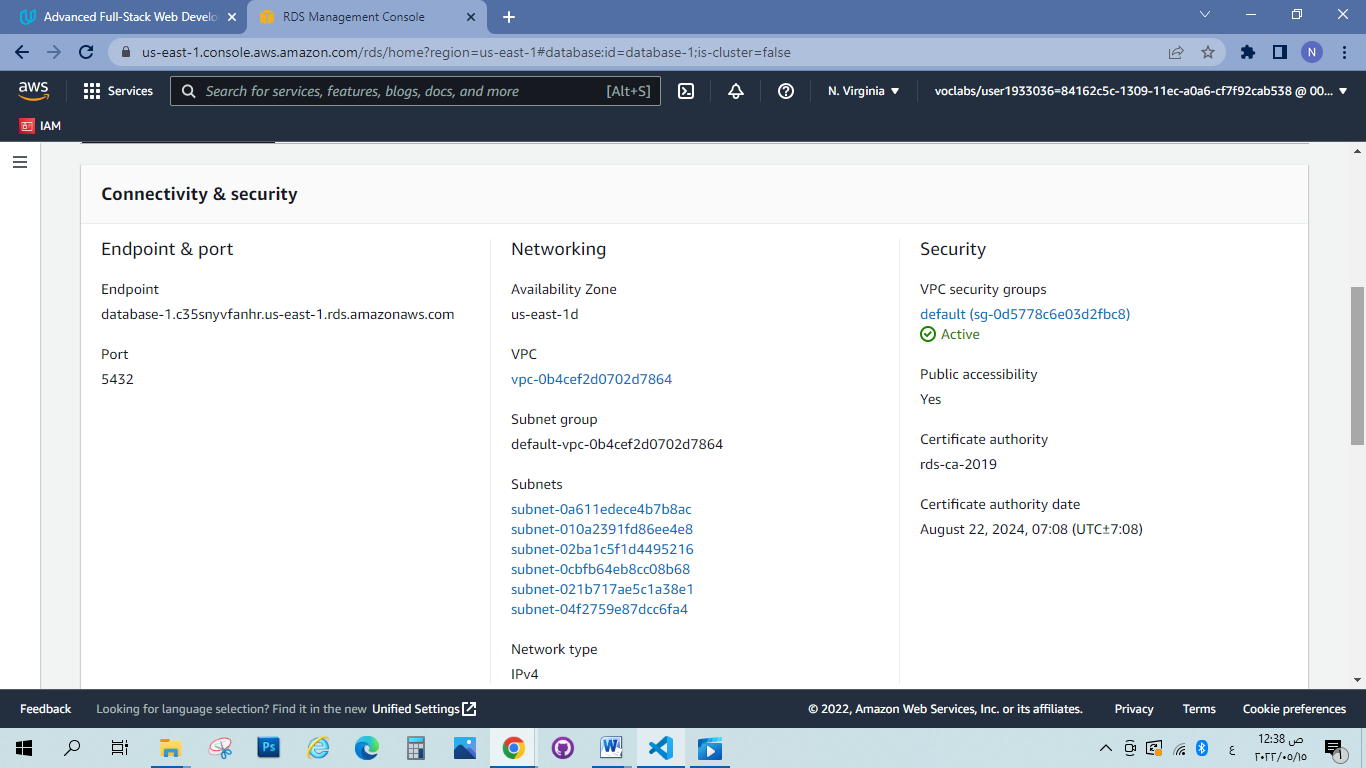 Advanced Full-Stack Web Develo
RDS Management Console
us-east-1.console.aws.amazon.com/rds/home?region=us-east-1#database:id=database-1;is-cluster=false
N
aws
Services
Search for services, features, blogs, docs, and more
[Alt+S]
N. Virginia
voclabs/user1933036=84162c5c-1309-11ec-a0a6-cf7f92cab538 @ 00...
IAM
Connectivity & security
Endpoint & port
Endpoint
database-1.c35snyvfanhr.us-east-1.rds.amazonaws.com
Port
5432
Networking
Availability Zone
us-east-1d
VPC
vpc-0b4cef2d0702d7864
Subnet group
default-vpc-0b4cef2d0702d7864
Subnets
subnet-0a611edece4b7b8ac
subnet-010a2391fd86ee4e8
subnet-02ba1c5f1d4495216
subnet-0cbfb64eb8cc08b68
subnet-021b717ae5c1a38e1
subnet-04f2759e87dcc6fa4
Network type
IPv4
Security
VPC security groups
default (sg-0d5778c6e03d2fbc8)
Active
Public accessibility
Yes
Certificate authority
rds-ca-2019
Certificate authority date
August 22, 2024, 07:08 (UTC±7:08)
Feedback
Looking for language selection? Find it in the new Unified Settings
© 2022, Amazon Web Services, Inc. or its affiliates.
Privacy
Terms
Cookie preferences
Ps
W
ع
12:38 ص
٢٠٢٢/٠٥/١٥
1